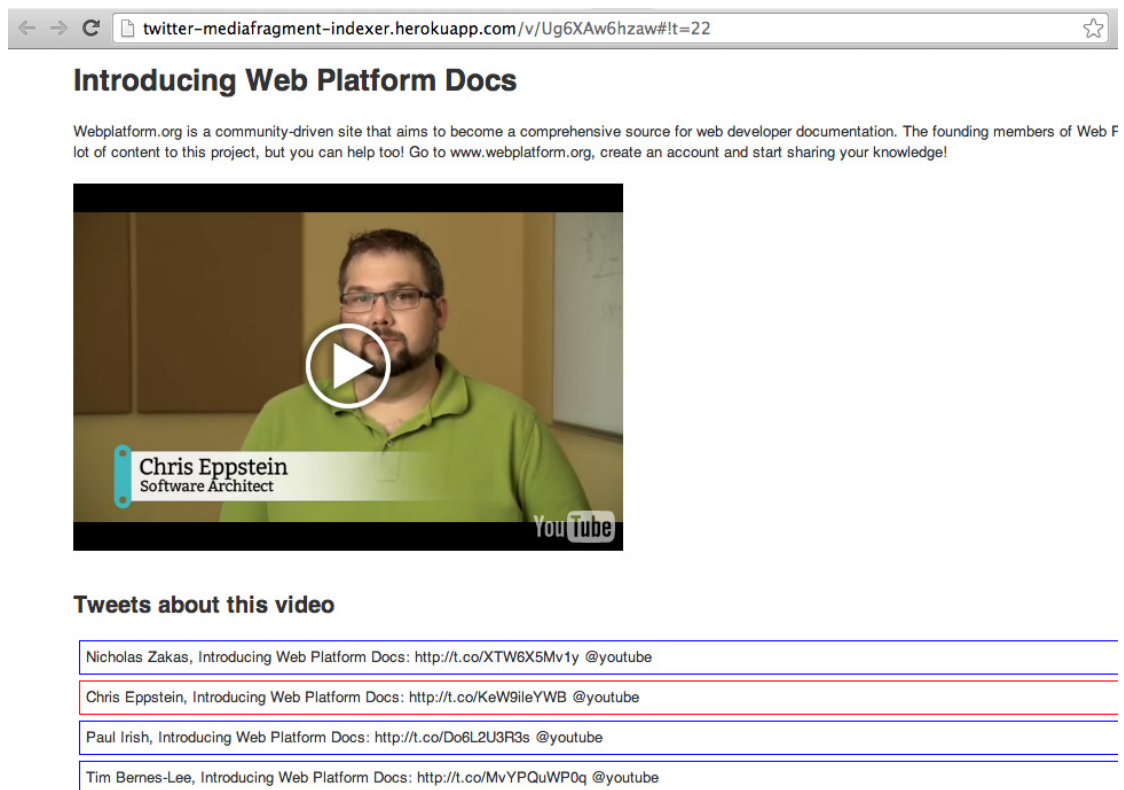 twitter-mediafragment-indexer.herokuapp.com/v/Ug6XAw6hzaw#!t=22
Introducing Web Platform Docs
Webplatform.org is a community-driven site that aims to become a comprehensive source for web developer documentation. The founding members of Web
lot of content to this project, but you can help too! Go to www.webplatform.org, create an account and start sharing your knowledge!
Chris Eppstein
Software Architect
YouTube
Tweets about this video
Nicholas Zakas, Introducing Web Platform Docs: http://t.co/XTW6X5Mv1y @youtube
Chris Eppstein, Introducing Web Platform Docs: http://t.co/KeW9ileYWB @youtube
Paul Irish, Introducing Web Platform Docs: http://t.co/Do6L2U3R3s @youtube
Tim Bernes-Lee, Introducing Web Platform Docs: http://t.co/MvYPQuWP0q @youtube